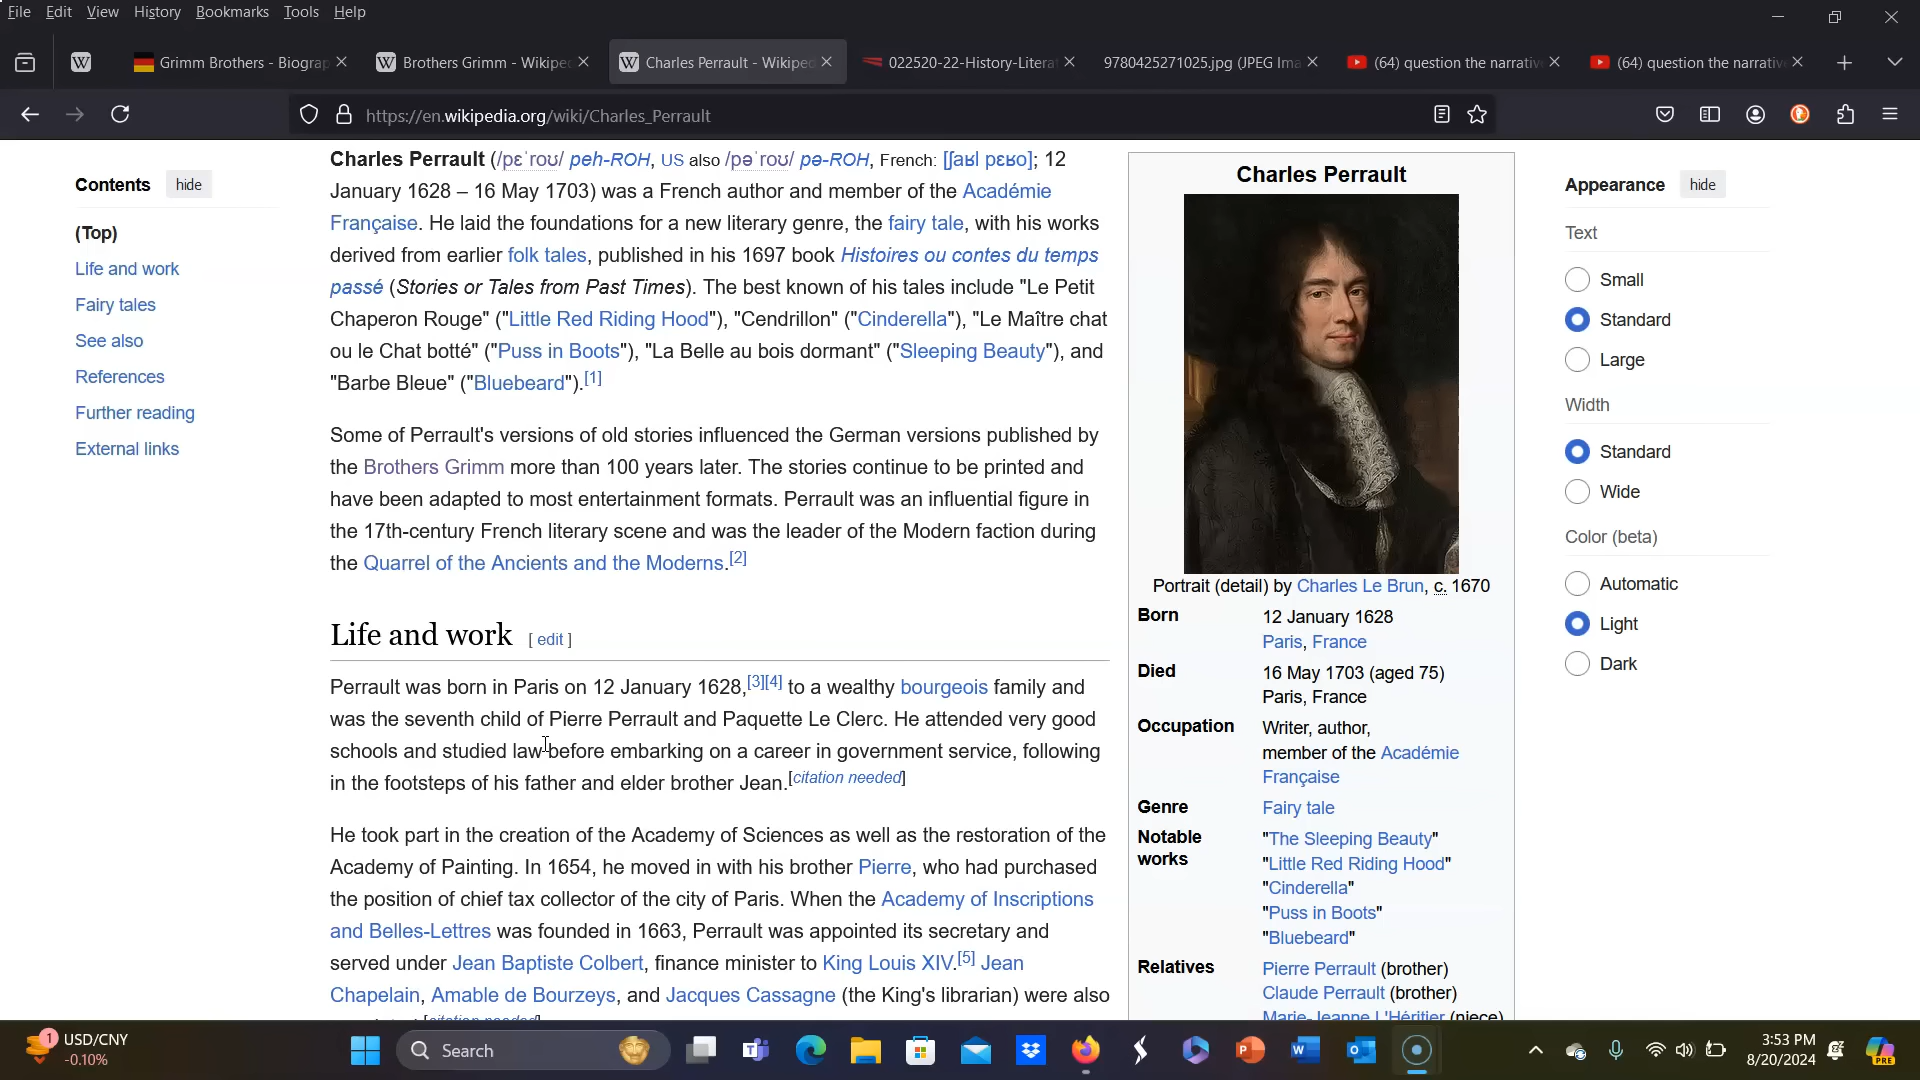 File Edit View History Bookmarks Tools Help
Grimm Brothers - Biograp
Brothers Grimm - Wikipe
Charles Perrault - Wikiped
022520-22-History-Litera
9780425271025.jpg (JPEG Ima
(64) question the narrativ
(64) question the narrativ
https://en.wikipedia.org/wiki/Charles_Perrault
Contents hide
(Top)
Life and work
Fairy tales
See also
References
Further reading
External links
Charles Perrault (/pɛˈroʊ/ peh-ROH, US also /pəˈroʊ/ pə-ROH, French: [ʃaʁl pɛʁo]; 12
January 1628 – 16 May 1703) was a French author and member of the Académie
Française. He laid the foundations for a new literary genre, the fairy tale, with his works
derived from earlier folk tales, published in his 1697 book Histoires ou contes du temps
passé (Stories or Tales from Past Times). The best known of his tales include "Le Petit
Chaperon Rouge" ("Little Red Riding Hood"), "Cendrillon" ("Cinderella"), "Le Maître chat
ou le Chat botté" ("Puss in Boots"), "La Belle au bois dormant" ("Sleeping Beauty"), and
"Barbe Bleue" ("Bluebeard").[1]
Some of Perrault's versions of old stories influenced the German versions published by
the Brothers Grimm more than 100 years later. The stories continue to be printed and
have been adapted to most entertainment formats. Perrault was an influential figure in
the 17th-century French literary scene and was the leader of the Modern faction during
the Quarrel of the Ancients and the Moderns.[2]
Life and work [ edit ]
Perrault was born in Paris on 12 January 1628,[3][4] to a wealthy bourgeois family and
was the seventh child of Pierre Perrault and Paquette Le Clerc. He attended very good
schools and studied law before embarking on a career in government service, following
in the footsteps of his father and elder brother Jean.[citation needed]
He took part in the creation of the Academy of Sciences as well as the restoration of the
Academy of Painting. In 1654, he moved in with his brother Pierre, who had purchased
the position of chief tax collector of the city of Paris. When the Academy of Inscriptions
and Belles-Lettres was founded in 1663, Perrault was appointed its secretary and
served under Jean Baptiste Colbert, finance minister to King Louis XIV.[5] Jean
Chapelain, Amable de Bourzeys, and Jacques Cassagne (the King's librarian) were also
[citation needed]
Charles Perrault
Portrait (detail) by Charles Le Brun, c. 1670
Born 12 January 1628
Paris, France
Died 16 May 1703 (aged 75)
Paris, France
Occupation Writer, author,
member of the Académie
Française
Genre Fairy tale
Notable works "The Sleeping Beauty"
"Little Red Riding Hood"
"Cinderella"
"Puss in Boots"
"Bluebeard"
Relatives Pierre Perrault (brother)
Claude Perrault (brother)
Marie-Jeanne L'Héritier (niece)
Appearance hide
Text
Small
Standard
Large
Width
Standard
Wide
Color (beta)
Automatic
Light
Dark
1
USD/CNY
-0.10%
Search
3:53 PM
8/20/2024
PRE